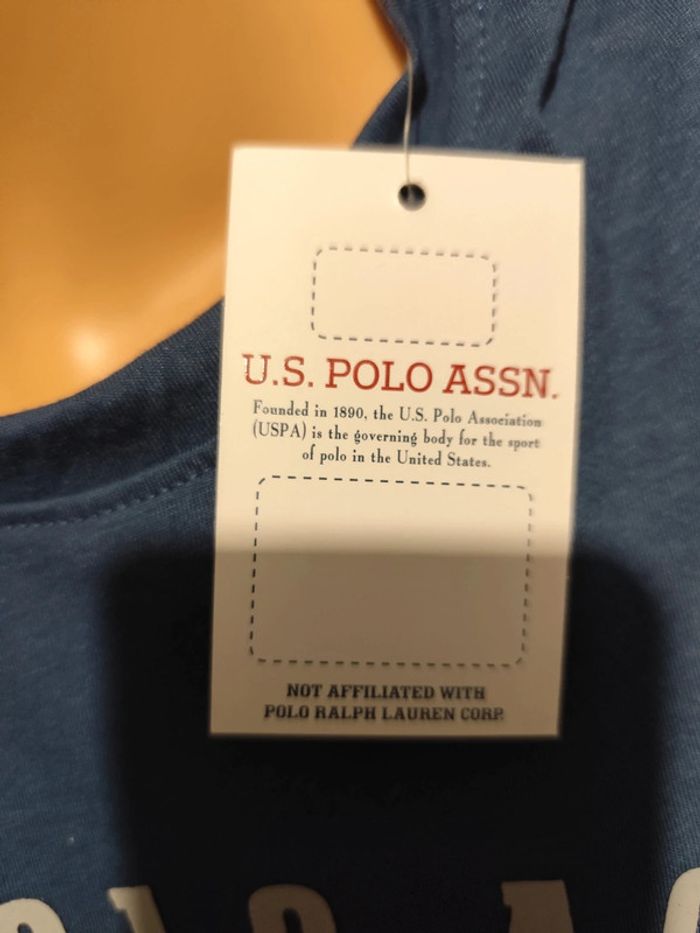 U.S. POLO ASSN.
Founded in 1890, the U.S. Polo Association
(USPA) is the governing body for the sport
of polo in the United States.
NOT AFFILIATED WITH
POLO RALPH LAUREN CORP.